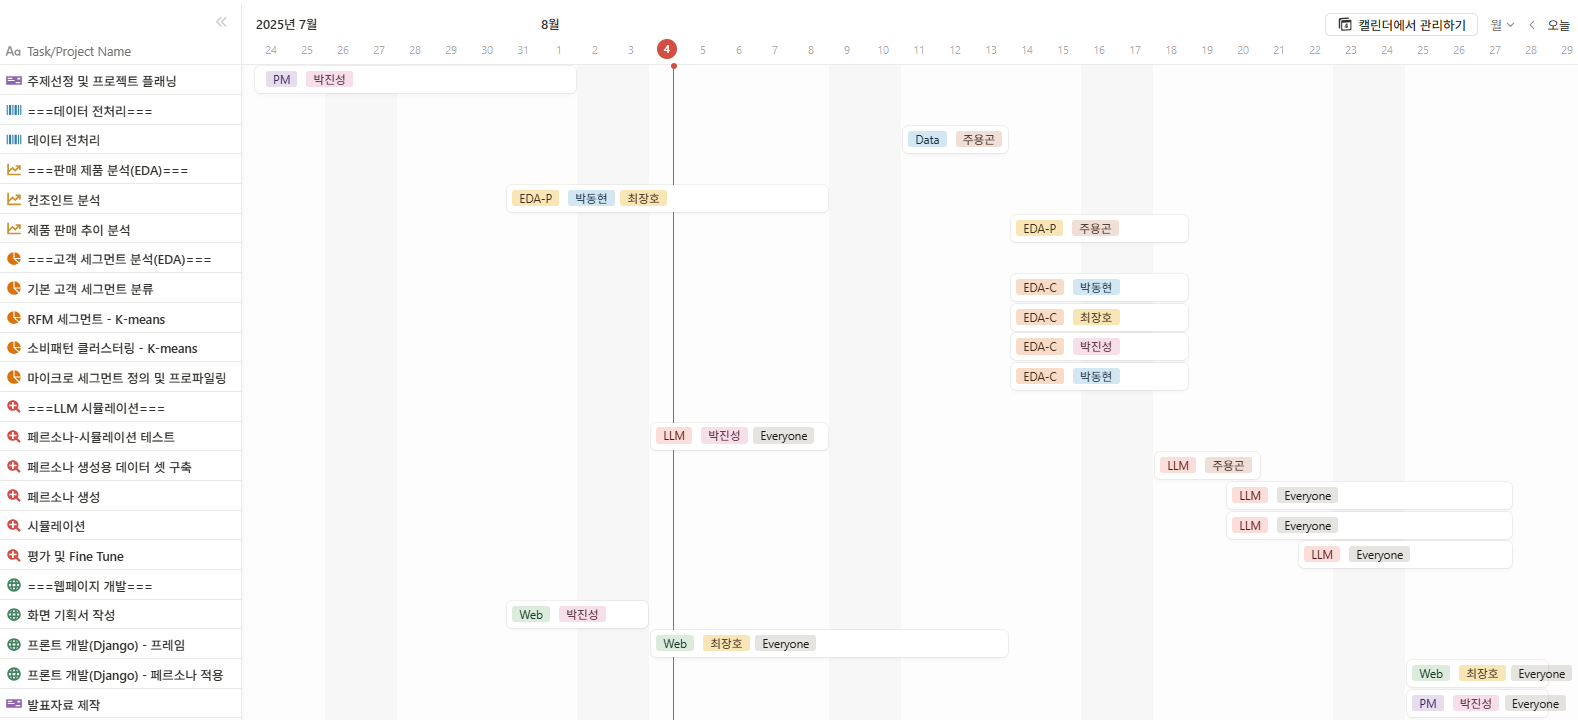 2025년 7월 8월 캘린더에서 관리하기 월 오늘
Aa Task/Project Name 24 25 26 27 28 29 30 31 1 2 3 4 5 6 7 8 9 10 11 12 13 14 15 16 17 18 19 20 21 22 23 24 25 26 27 28 29
주제선정 및 프로젝트 플래닝 PM 박진성
===데이터 전처리===
데이터 전처리 Data 주용곤
===판매 제품 분석(EDA)===
컨조인트 분석 EDA-P 박동현 최장호
제품 판매 추이 분석 EDA-P 주용곤
===고객 세그먼트 분석(EDA)===
기본 고객 세그먼트 분류 EDA-C 박동현
RFM 세그먼트 - K-means EDA-C 최장호
소비패턴 클러스터링 - K-means EDA-C 박진성
마이크로 세그먼트 정의 및 프로파일링 EDA-C 박동현
===LLM 시뮬레이션===
페르소나-시뮬레이션 테스트 LLM 박진성 Everyone
페르소나 생성용 데이터 셋 구축 LLM 주용곤
페르소나 생성 LLM Everyone
시뮬레이션 LLM Everyone
평가 및 Fine Tune LLM Everyone
===웹페이지 개발===
화면 기획서 작성 Web 박진성
프론트 개발(Django) - 프레임 Web 최장호 Everyone
프론트 개발(Django) - 페르소나 적용 Web 최장호 Everyone
발표자료 제작 PM 박진성 Everyone